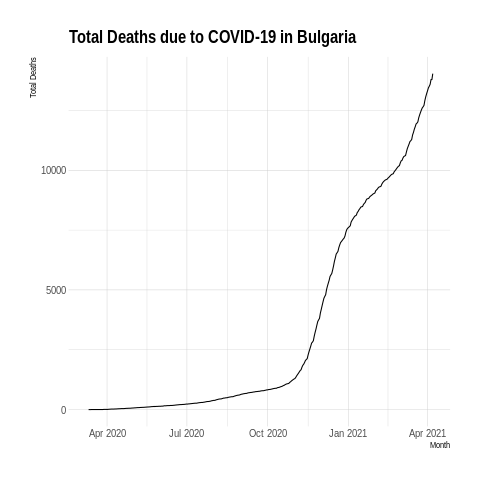 Total Deaths due to COVID-19 in Bulgaria
Total Deaths
10000
5000
0
Apr 2020 Jul 2020 Oct 2020 Jan 2021 Apr 2021
Month